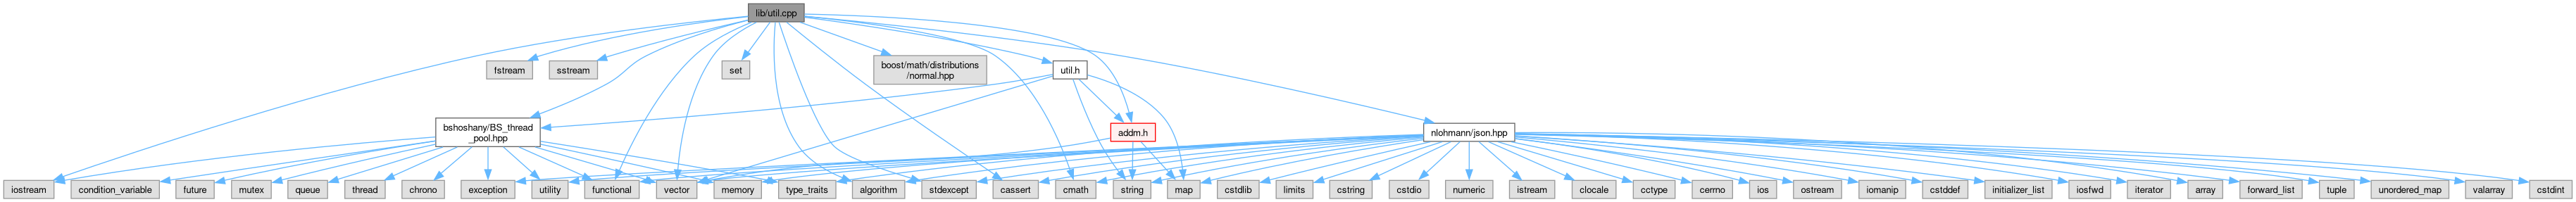 lib/util.cpp
fstream
sstream
set
boost/math/distributions
/normal.hpp
util.h
bshoshany/BS_thread
_pool.hpp
addm.h
nlohmann/json.hpp
iostream
condition_variable
future
mutex
queue
thread
chrono
exception
utility
functional
vector
memory
type_traits
algorithm
stdexcept
cassert
cmath
string
map
cstdlib
limits
cstring
cstdio
numeric
istream
clocale
cctype
cerrno
ios
ostream
iomanip
cstddef
initializer_list
iosfwd
iterator
array
forward_list
tuple
unordered_map
valarray
cstdint